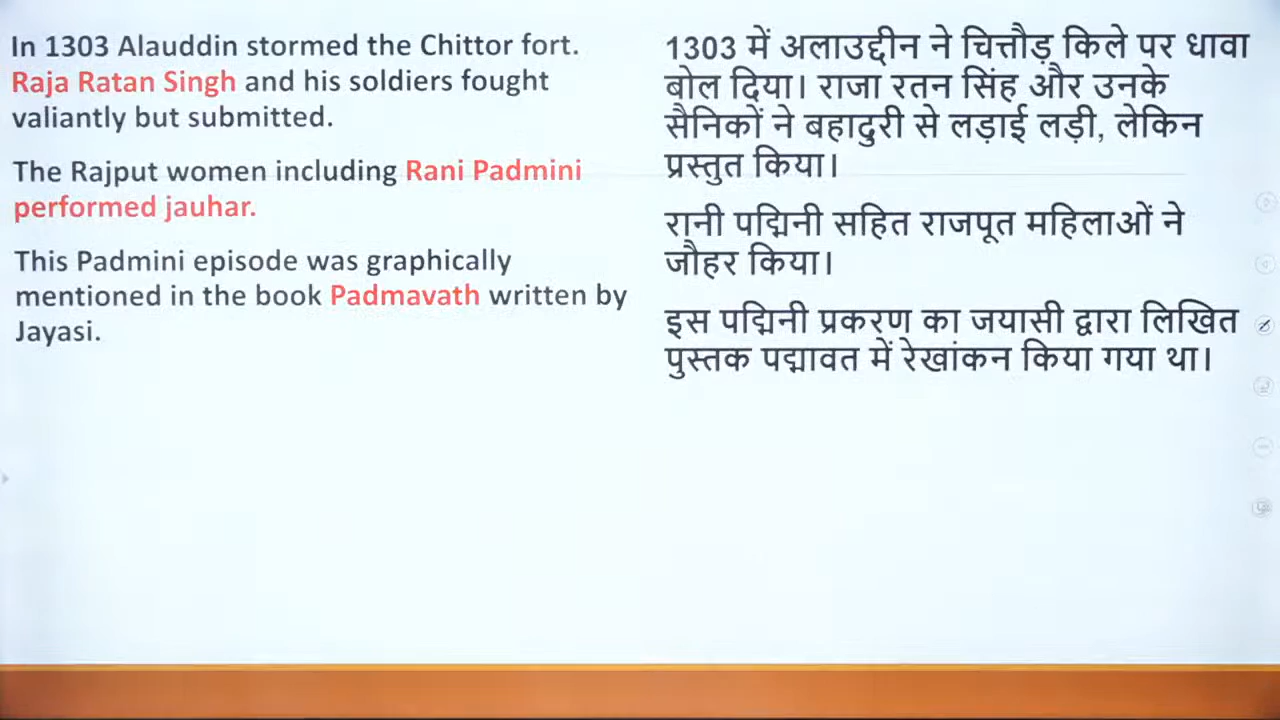 In 1303 Alauddin stormed the Chittor fort.
Raja Ratan Singh and his soldiers fought
valiantly but submitted.
The Rajput women including Rani Padmini
performed jauhar.
This Padmini episode was graphically
mentioned in the book Padmavath written by
Jayasi.
1303 में अलाउद्दीन ने चित्तौड़ किले पर धावा
बोल दिया। राजा रतन सिंह और उनके
सैनिकों ने बहादुरी से लड़ाई लड़ी, लेकिन
प्रस्तुत किया।
रानी पद्मिनी सहित राजपूत महिलाओं ने
जौहर किया।
इस पद्मिनी प्रकरण का जयासी द्वारा लिखित
पुस्तक पद्मावत में रेखांकन किया गया था।